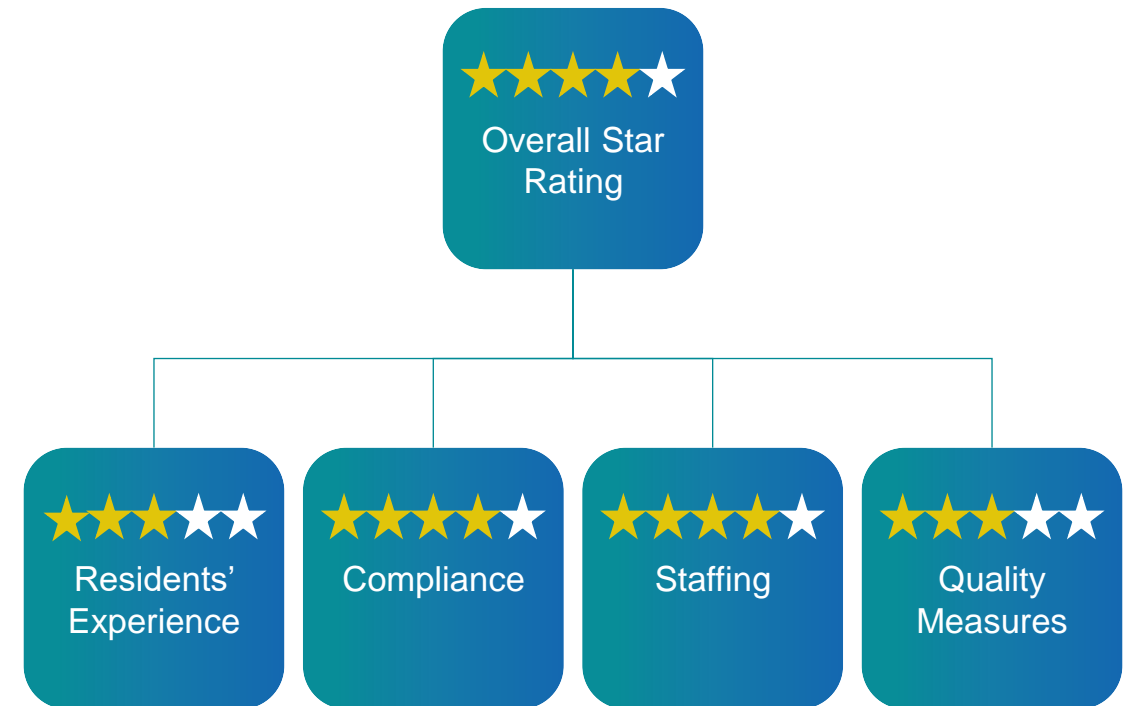 Overall Star
Rating
Residents’
Experience
Compliance
Staffing
Quality
Measures